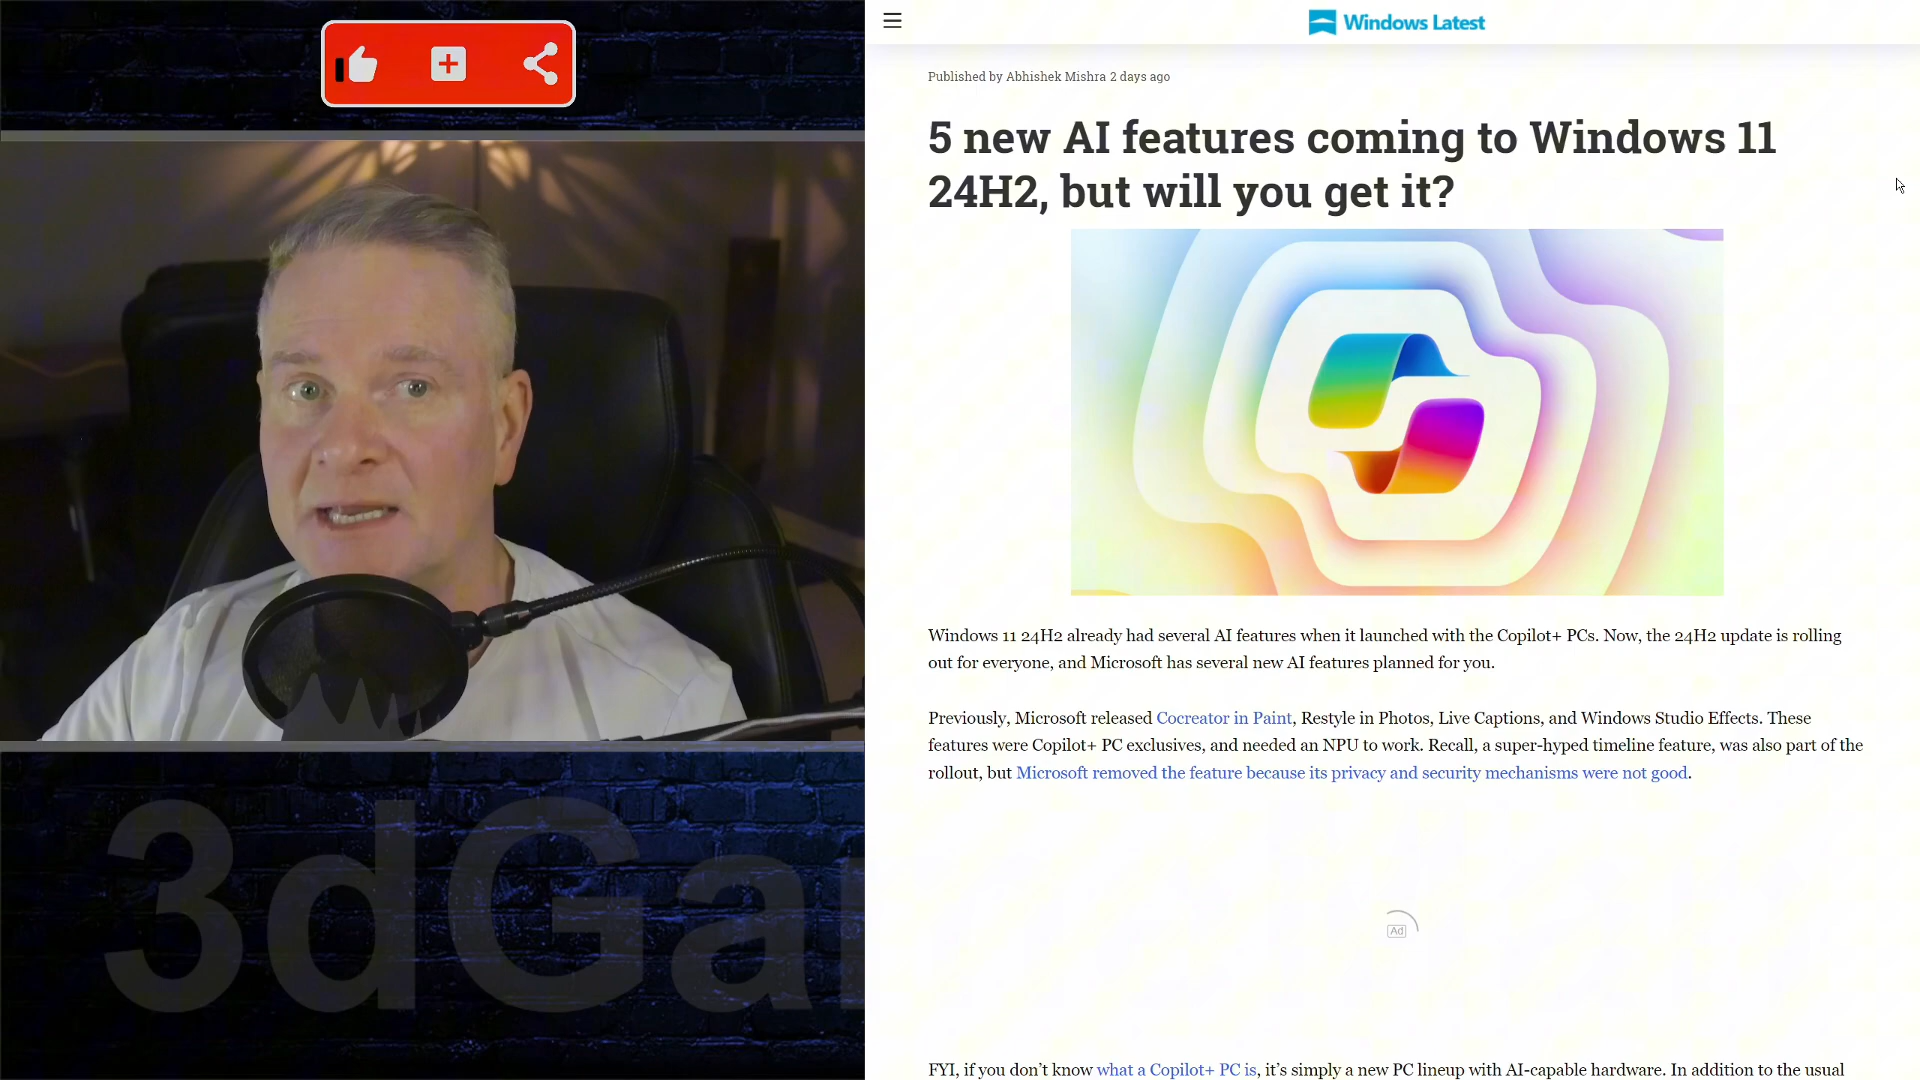 Windows Latest
Published by Abhishek Mishra 2 days ago
5 new AI features coming to Windows 11
24H2, but will you get it?
Windows 11 24H2 already had several AI features when it launched with the Copilot+ PCs. Now, the 24H2 update is rolling
out for everyone, and Microsoft has several new AI features planned for you.
Previously, Microsoft released Cocreator in Paint, Restyle in Photos, Live Captions, and Windows Studio Effects. These
features were Copilot+ PC exclusives, and needed an NPU to work. Recall, a super-hyped timeline feature, was also part of the
rollout, but Microsoft removed the feature because its privacy and security mechanisms were not good.
3dGa
Ad
FYI, if you don't know what a Copilot+ PC is, it's simply a new PC lineup with AI-capable hardware. In addition to the usual